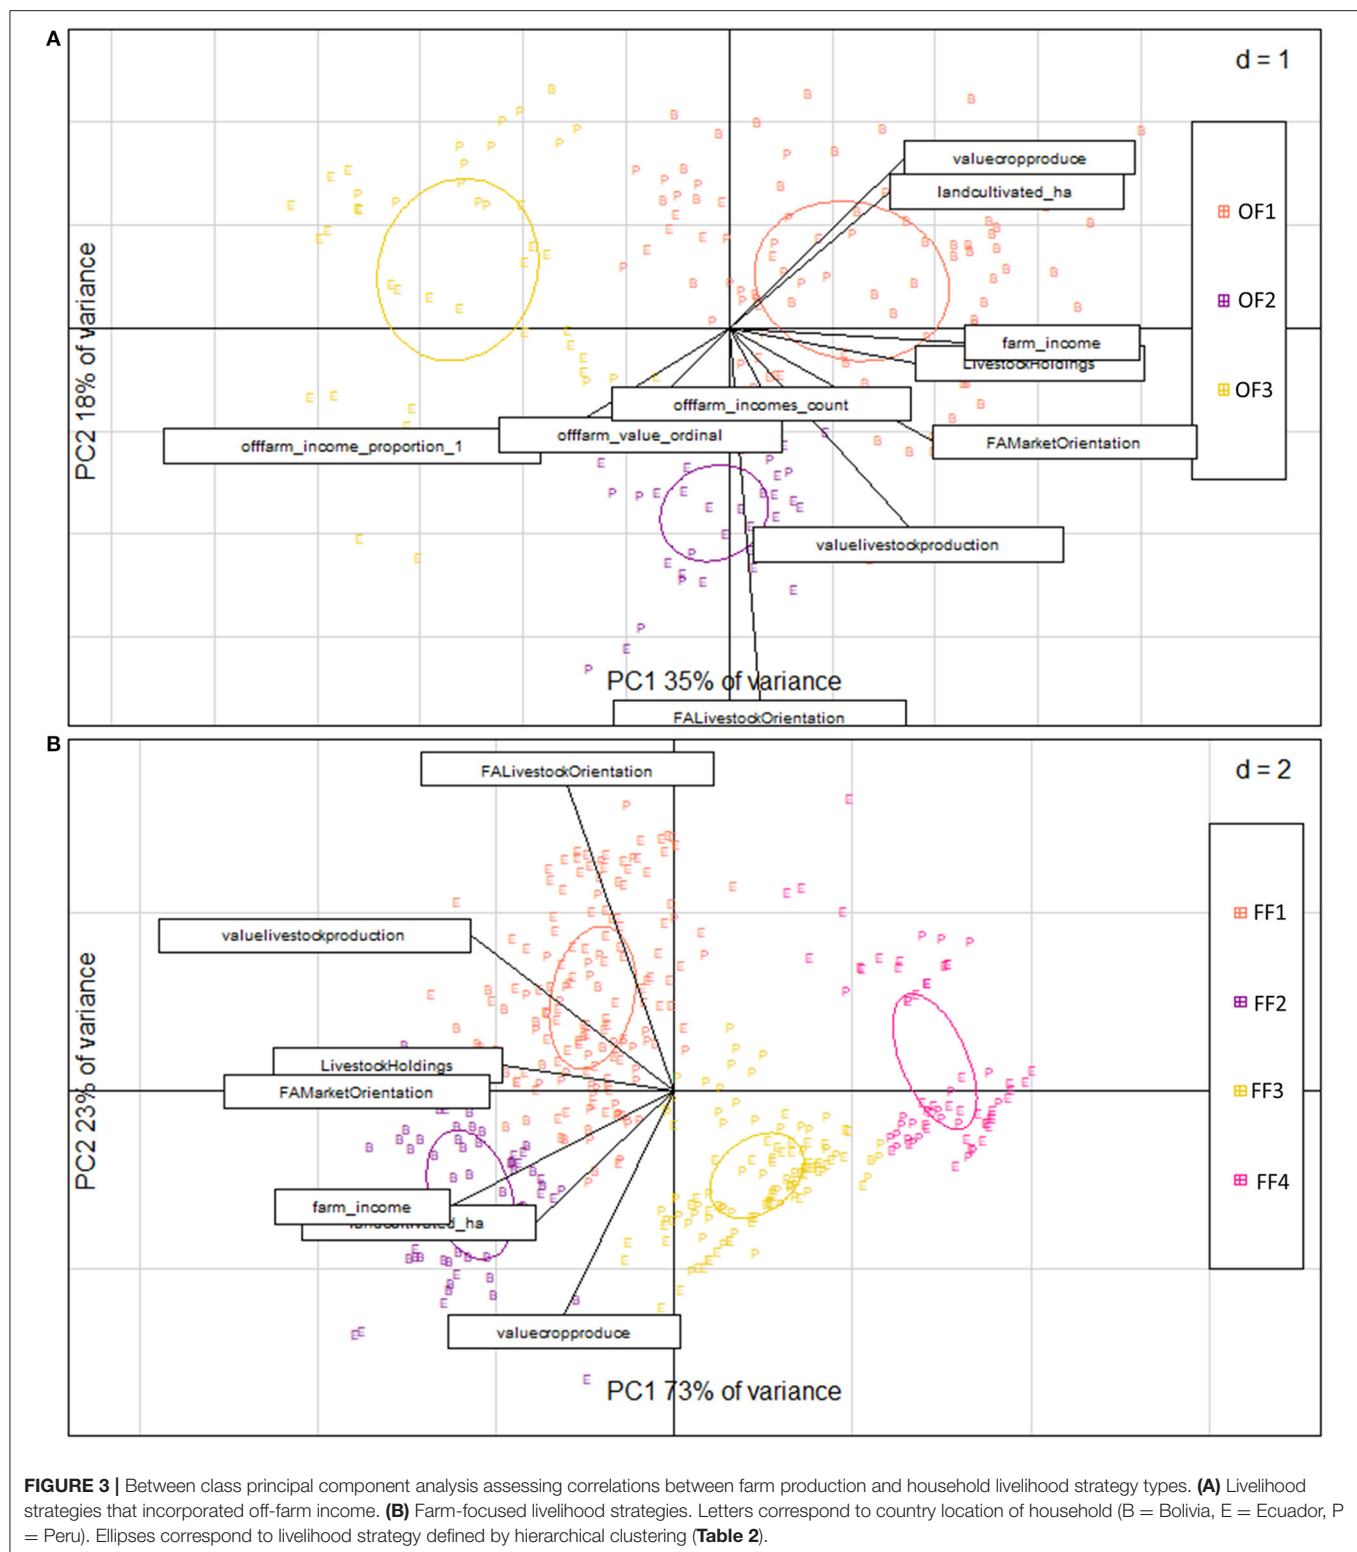 A
d = 1
valuecropproduce
landcultivated_ha
OF1
OF2
OF3
PC2 18% of variance
farm_income
LivestockHoldings
offfarm_incomes_count
offfarm_value_ordinal
offfarm_income_proportion_1
FAMarketOrientation
valuelivestockproduction
PC1 35% of variance
FALivestockOrientation
B
d = 2
FALivestockOrientation
FF1
FF2
FF3
FF4
valuelivestockproduction
PC2 23% of variance
LivestockHoldings
FAMarketOrientation
farm_income
landcultivated_ha
valuecropproduce
PC1 73% of variance
FIGURE 3 | Between class principal component analysis assessing correlations between farm production and household livelihood strategy types. (A) Livelihood
strategies that incorporated off-farm income. (B) Farm-focused livelihood strategies. Letters correspond to country location of household (B = Bolivia, E = Ecuador, P
= Peru). Ellipses correspond to livelihood strategy defined by hierarchical clustering (Table 2).